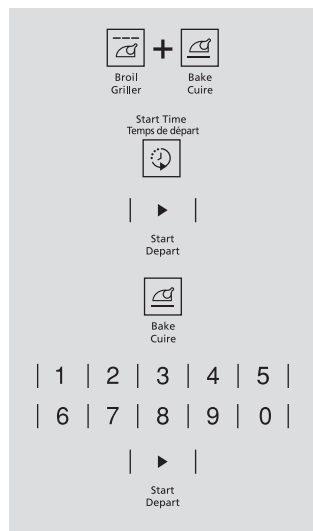 +
Broil Bake
Griller Cuire
Start Time
Temps de départ
Start
Depart
Bake
Cuire
1 2 3 4 5
6 7 8 9 0
Start
Depart